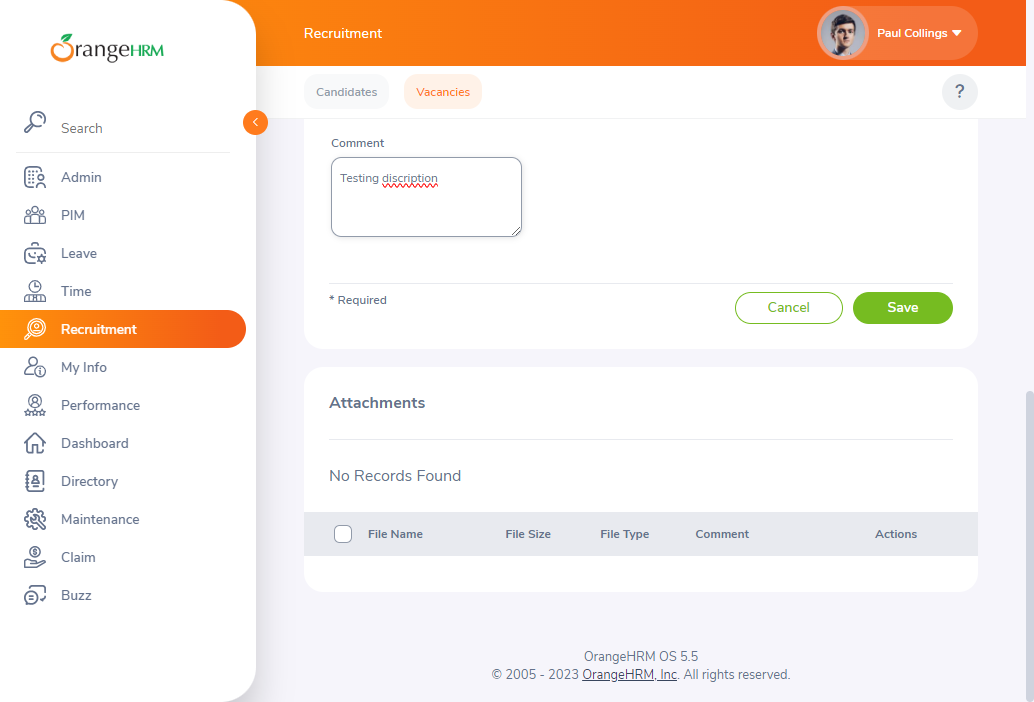 OrangeHRM
Recruitment
Paul Collings
Candidates
Vacancies
?
Search
Admin
PIM
Leave
Time
Recruitment
My Info
Performance
Dashboard
Directory
Maintenance
Claim
Buzz
Comment
Testing discription
* Required
Cancel
Save
Attachments
No Records Found
File Name File Size File Type Comment Actions
OrangeHRM OS 5.5
© 2005 - 2023 OrangeHRM, Inc. All rights reserved.